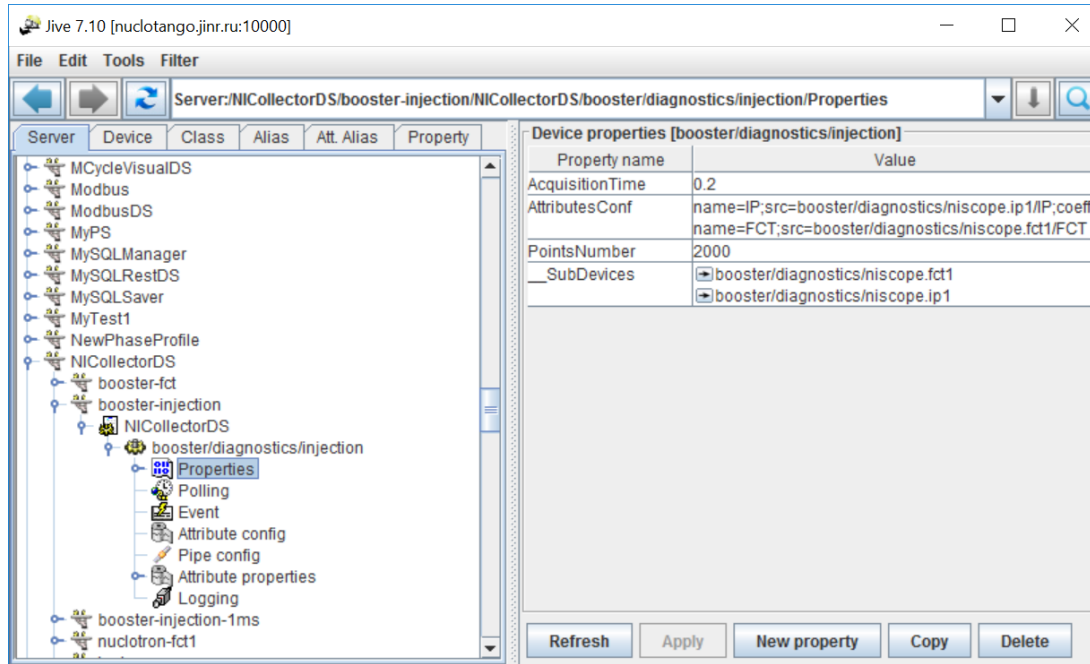 Jive 7.10 [nuclotango.jinr.ru:10000]
File Edit Tools Filter
Server:/NICollectorDS/booster-injection/NICollectorDS/booster/diagnostics/injection/Properties
Server Device Class Alias Att. Alias Property
MCycleVisualDS
Modbus
ModbusDS
MyPS
MySQLManager
MySQLRestDS
MySQLSaver
MyTest1
NewPhaseProfile
NICollectorDS
booster-fct
booster-injection
NICollectorDS
booster/diagnostics/injection
Properties
Polling
Event
Attribute config
Pipe config
Attribute properties
Logging
booster-injection-1ms
nuclotron-fct1
Device properties [booster/diagnostics/injection]
Property name Value
AcquisitionTime 0.2
AttributesConf name=IP;src=booster/diagnostics/niscope.ip1/IP;coeff
name=FCT;src=booster/diagnostics/niscope.fct1/FCT
PointsNumber 2000
__SubDevices booster/diagnostics/niscope.fct1
booster/diagnostics/niscope.ip1
Refresh Apply New property Copy Delete